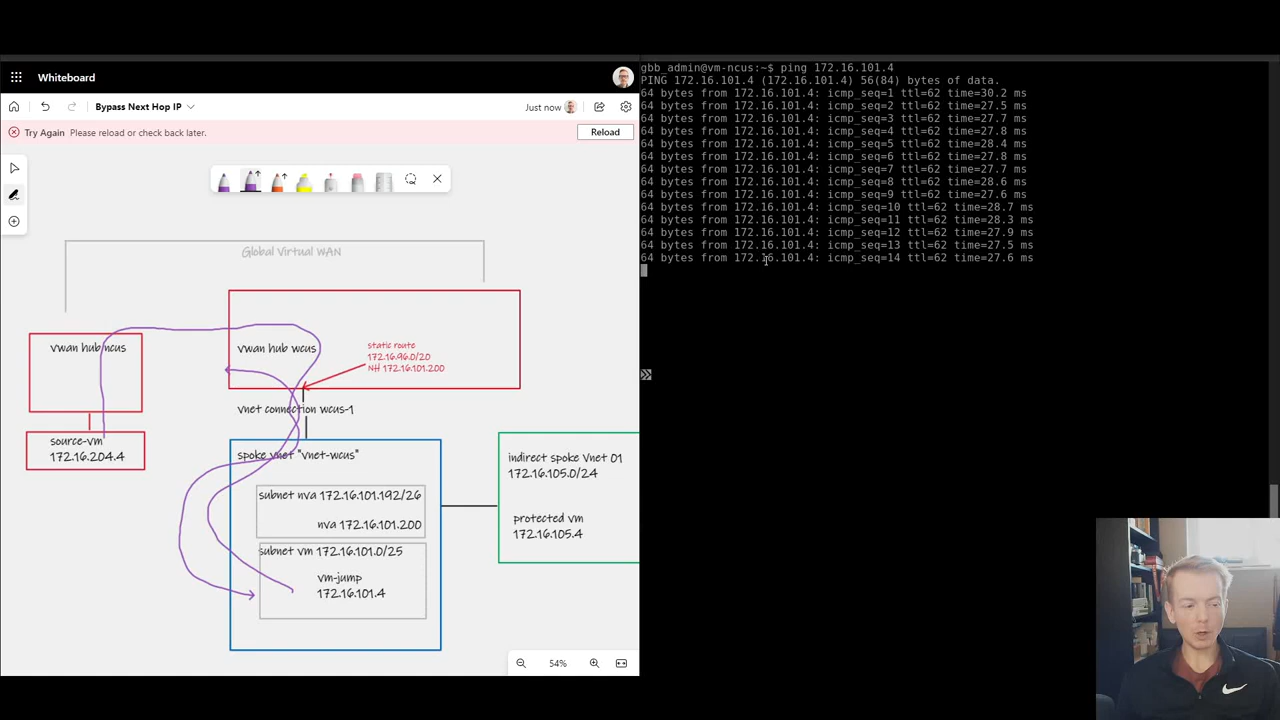 Whiteboard
Bypass Next Hop IP
Just now
Try Again Please reload or check back later.
Reload
Global Virtual WAN
vwan hub ncus
vwan hub wcus
static route
172.16.96.0/20
NH 172.16.101.200
vnet connection wcus-1
source-vm
172.16.204.4
spoke vnet "vnet-wcus"
subnet nva 172.16.101.192/26
nva 172.16.101.200
subnet vm 172.16.101.0/25
vm-jump
172.16.101.4
indirect spoke Vnet 01
172.16.105.0/24
protected vm
172.16.105.4
54%
gbb_admin@vm-ncus:~$ ping 172.16.101.4
PING 172.16.101.4 (172.16.101.4) 56(84) bytes of data.
64 bytes from 172.16.101.4: icmp_seq=1 ttl=62 time=30.2 ms
64 bytes from 172.16.101.4: icmp_seq=2 ttl=62 time=27.5 ms
64 bytes from 172.16.101.4: icmp_seq=3 ttl=62 time=27.7 ms
64 bytes from 172.16.101.4: icmp_seq=4 ttl=62 time=27.8 ms
64 bytes from 172.16.101.4: icmp_seq=5 ttl=62 time=28.4 ms
64 bytes from 172.16.101.4: icmp_seq=6 ttl=62 time=27.8 ms
64 bytes from 172.16.101.4: icmp_seq=7 ttl=62 time=27.7 ms
64 bytes from 172.16.101.4: icmp_seq=8 ttl=62 time=28.6 ms
64 bytes from 172.16.101.4: icmp_seq=9 ttl=62 time=27.6 ms
64 bytes from 172.16.101.4: icmp_seq=10 ttl=62 time=28.7 ms
64 bytes from 172.16.101.4: icmp_seq=11 ttl=62 time=28.3 ms
64 bytes from 172.16.101.4: icmp_seq=12 ttl=62 time=27.9 ms
64 bytes from 172.16.101.4: icmp_seq=13 ttl=62 time=27.5 ms
64 bytes from 172.16.101.4: icmp_seq=14 ttl=62 time=27.6 ms